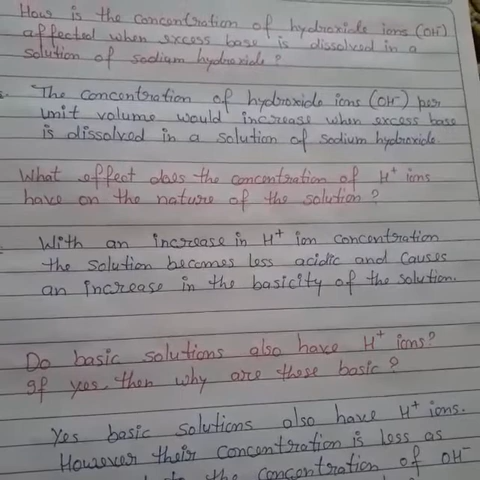 How is the concentration of hydroxide ions (OH⁻)
affected when excess base is dissolved in a
solution of sodium hydroxide?
The concentration of hydroxide ions (OH⁻) per
unit volume would increase when excess base
is dissolved in a solution of sodium hydroxide.
What effect does the concentration of H⁺ ions
have on the nature of the solution?
With an increase in H⁺ ion concentration
the solution becomes less acidic and causes
an increase in the basicity of the solution.
Do basic solutions also have H⁺ ions?
If yes, then why are these basic?
Yes basic solutions also have H⁺ ions.
However their concentration is less as
the concentration of OH⁻